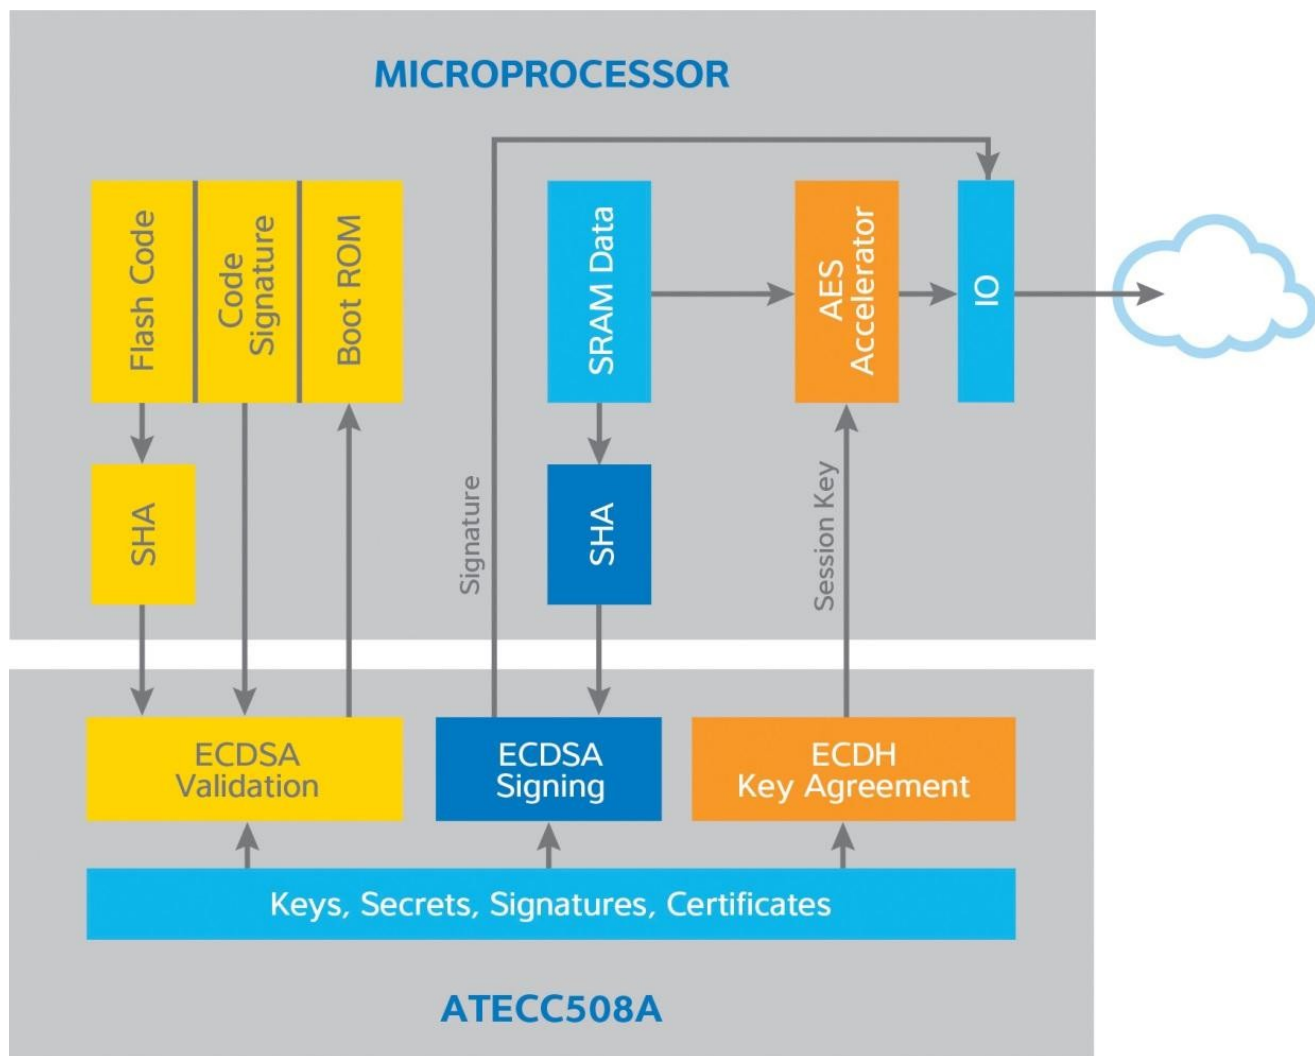 MICROPROCESSOR
Flash Code
Code
Signature
Boot ROM
SRAM Data
AES
Accelerator
IO
SHA
Signature
SHA
Session Key
ECDSA
Validation
ECDSA
Signing
ECDH
Key Agreement
Keys, Secrets, Signatures, Certificates
ATECC508A